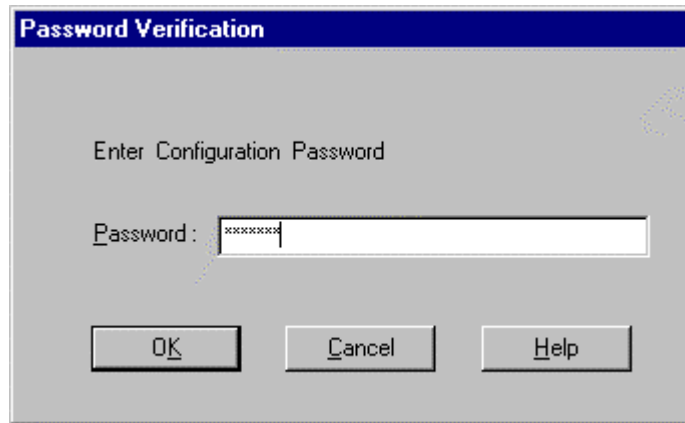 Password Verification
Enter Configuration Password
Password : *******
OK Cancel Help